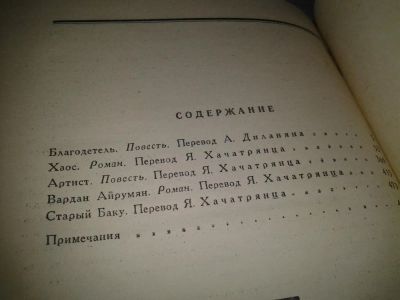 СОДЕРЖАНИЕ
Благодетель. Повесть. Перевод А. Диланяна
Хаос. Роман. Перевод Я. Хачатрянца
Артист. Повесть. Перевод Я. Хачатрянца
Вардан Айрумян. Роман. Перевод Я. Хачатрянца
Старый Баку. Перевод Я. Хачатрянца
Примечания